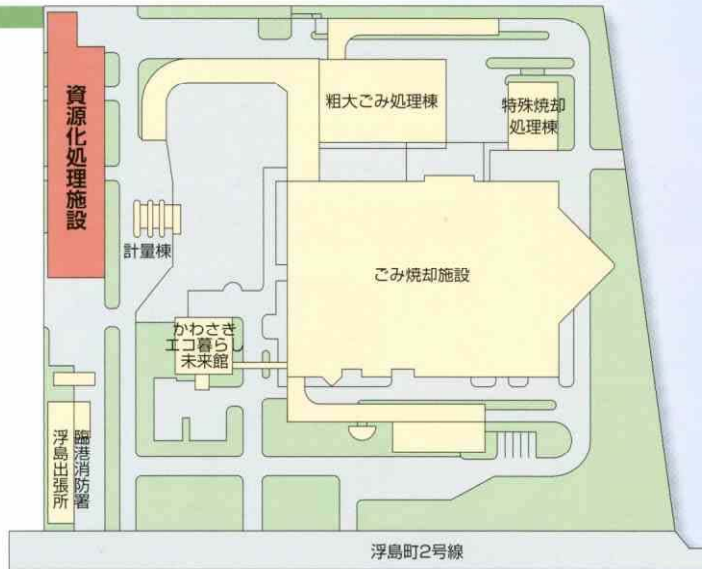 粗大ごみ処理棟
特殊焼却
処理棟
資源化処理施設
計量棟
ごみ焼却施設
かわさき
エコ暮らし
未来館
臨港消防署
浮島出張所
浮島町2号線